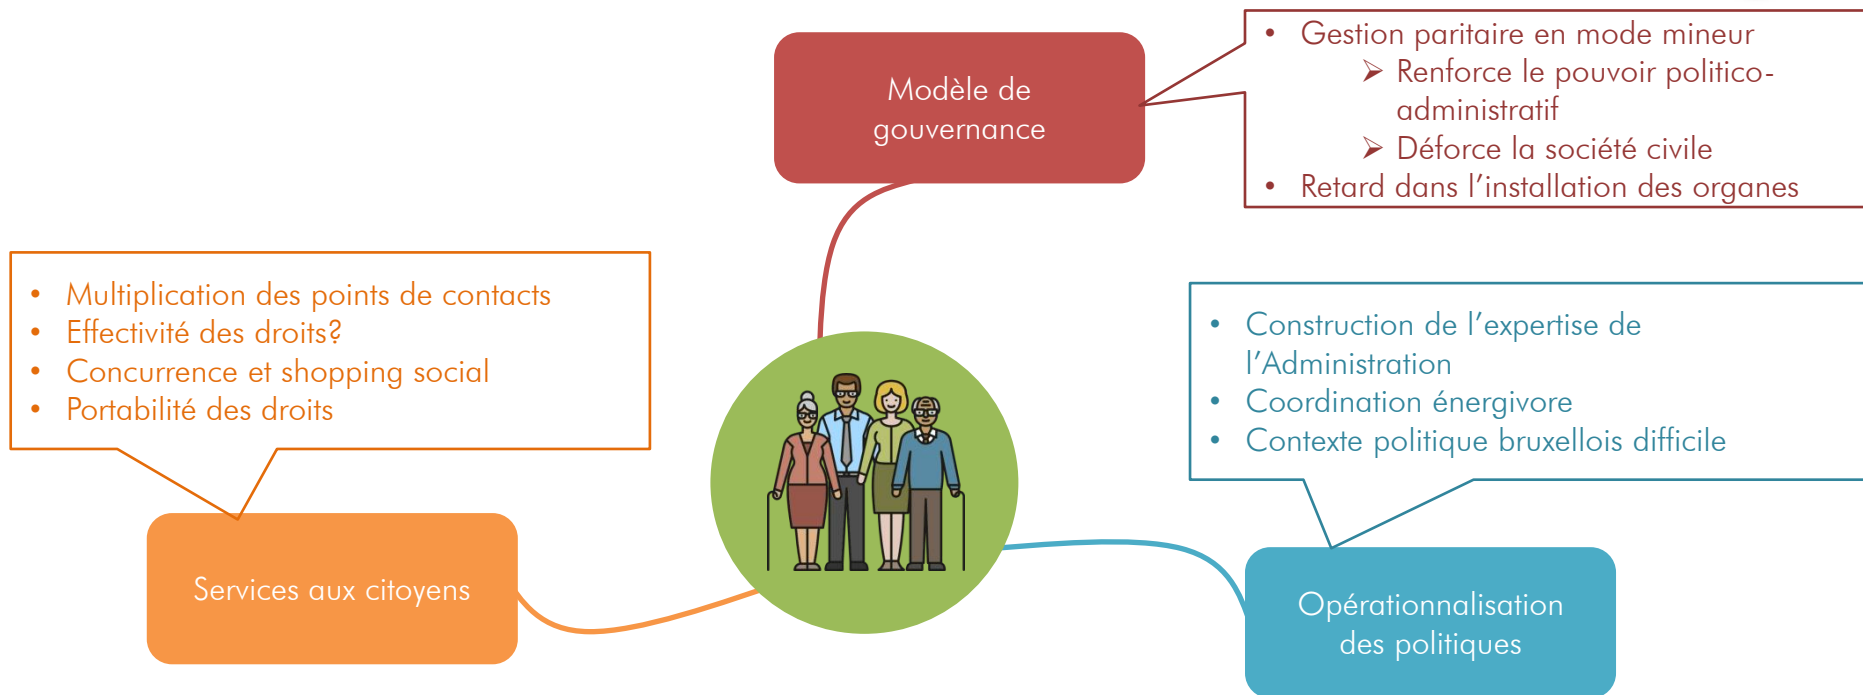 Modèle de
gouvernance
• Gestion paritaire en mode mineur
➢ Renforce le pouvoir politico-
administratif
➢ Déforce la société civile
• Retard dans l’installation des organes
• Multiplication des points de contacts
• Effectivité des droits?
• Concurrence et shopping social
• Portabilité des droits
• Construction de l’expertise de
l’Administration
• Coordination énergivore
• Contexte politique bruxellois difficile
Services aux citoyens
Opérationnalisation
des politiques